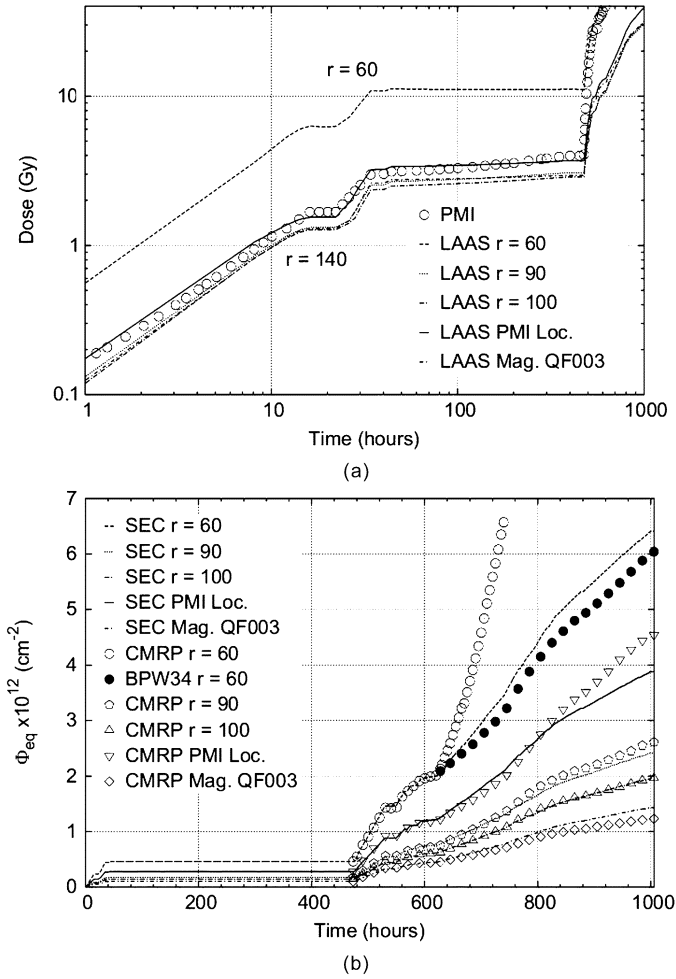 10
1
0.1
Dose (Gy)
r = 60
r = 140
PMI
LAAS r = 60
LAAS r = 90
LAAS r = 100
LAAS PMI Loc.
LAAS Mag. QF003
1 10 100 1000
Time (hours)
(a)
7
6
5
4
3
2
1
0
Φeq x10^12 (cm^-2)
SEC r = 60
SEC r = 90
SEC r = 100
SEC PMI Loc.
SEC Mag. QF003
CMRP r = 60
BPW34 r = 60
CMRP r = 90
CMRP r = 100
CMRP PMI Loc.
CMRP Mag. QF003
0 200 400 600 800 1000
Time (hours)
(b)